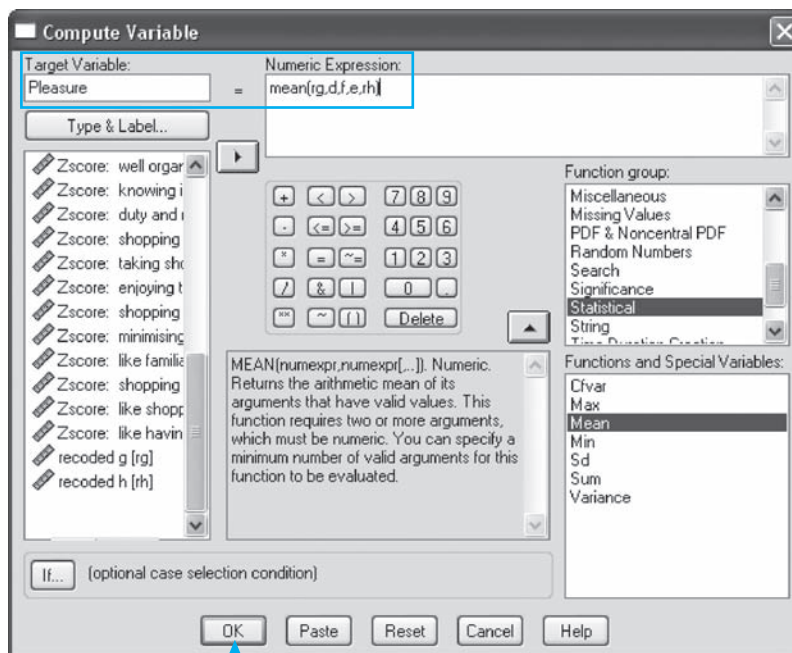 Compute Variable
Target Variable:
Pleasure
=
Numeric Expression:
mean(rg,d,f,e,rh)
Type & Label...
Zscore: well organ
Zscore: knowing i
Zscore: duty and
Zscore: shopping
Zscore: taking sho
Zscore: enjoying t
Zscore: shopping
Zscore: minimising
Zscore: like familia
Zscore: shopping
Zscore: like shopp
Zscore: like havin
recoded g [rg]
recoded h [rh]
+ < > 7 8 9
- <= >= 4 5 6
* = ~= 1 2 3
/ & | 0 .
** ~ ( ) Delete
Function group:
Miscellaneous
Missing Values
PDF & Noncentral PDF
Random Numbers
Search
Significance
Statistical
String
Time Duration Creation
MEAN(numexpr,numexpr[,..]). Numeric.
Returns the arithmetic mean of its
arguments that have valid values. This
function requires two or more arguments,
which must be numeric. You can specify a
minimum number of valid arguments for this
function to be evaluated.
Functions and Special Variables:
Cfvar
Max
Mean
Min
Sd
Sum
Variance
If... (optional case selection condition)
OK Paste Reset Cancel Help